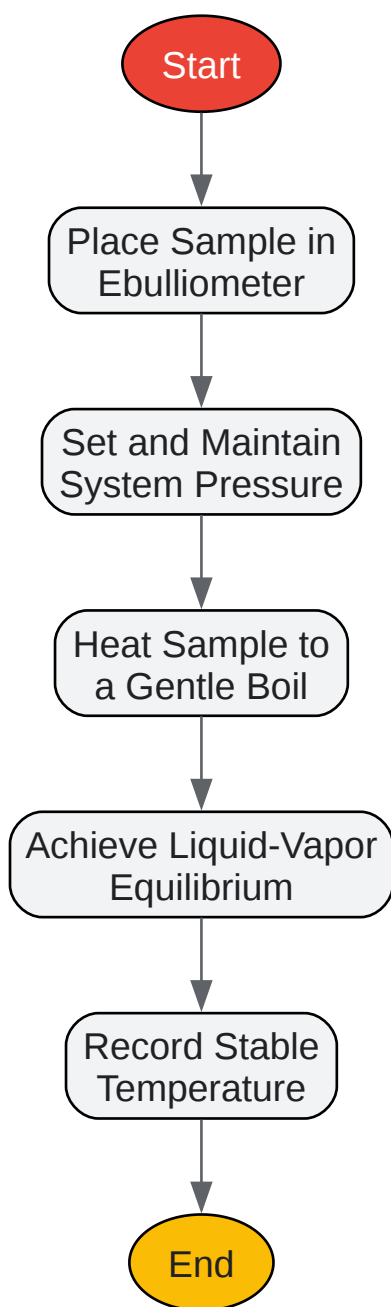 Start
Place Sample in
Ebulliometer
Set and Maintain
System Pressure
Heat Sample to
a Gentle Boil
Achieve Liquid-Vapor
Equilibrium
Record Stable
Temperature
End